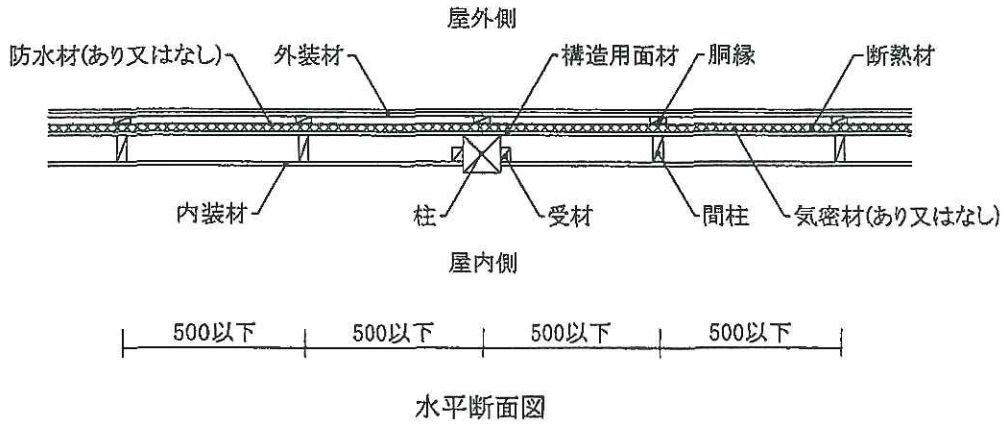 屋外側
防水材(あり又はなし) 外装材 構造用面材 胴縁 断熱材
内装材 柱 受材 間柱 気密材(あり又はなし)
屋内側
500以下 500以下 500以下 500以下
水平断面図